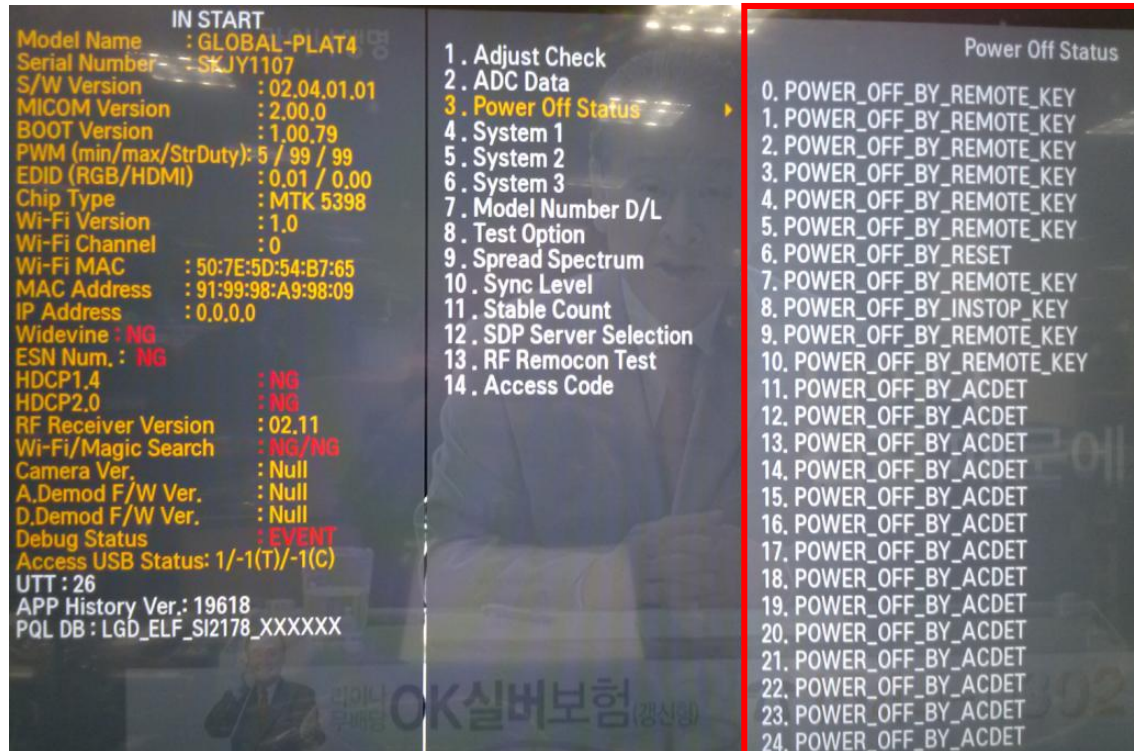 IN START
Model Name : GLOBAL-PLAT4
Serial Number : SKJY1107
S/W Version : 02.04.01.01
MICOM Version : 2.00.0
BOOT Version : 1.00.79
PWM (min/max/StrDuty): 5 / 99 / 99
EDID (RGB/HDMI) : 0.01 / 0.00
Chip Type : MTK 5398
Wi-Fi Version : 1.0
Wi-Fi Channel : 0
Wi-Fi MAC : 50:7E:5D:54:B7:65
MAC Address : 91:99:98:A9:98:09
IP Address : 0.0.0.0
Widevine : NG
ESN Num. : NG
HDCP1.4 : NG
HDCP2.0 : NG
RF Receiver Version : 02.11
Wi-Fi/Magic Search : NG/NG
Camera Ver. : Null
A.Demod F/W Ver. : Null
D.Demod F/W Ver. : Null
Debug Status : EVENT
Access USB Status: 1/-1(T)/-1(C)
UTT : 26
APP History Ver.: 19618
PQL DB : LGD_ELF_SI2178_XXXXXX
1 . Adjust Check
2 . ADC Data
3 . Power Off Status
4 . System 1
5 . System 2
6 . System 3
7 . Model Number D/L
8 . Test Option
9 . Spread Spectrum
10 . Sync Level
11 . Stable Count
12 . SDP Server Selection
13 . RF Remocon Test
14 . Access Code
Power Off Status
0. POWER_OFF_BY_REMOTE_KEY
1. POWER_OFF_BY_REMOTE_KEY
2. POWER_OFF_BY_REMOTE_KEY
3. POWER_OFF_BY_REMOTE_KEY
4. POWER_OFF_BY_REMOTE_KEY
5. POWER_OFF_BY_REMOTE_KEY
6. POWER_OFF_BY_RESET
7. POWER_OFF_BY_REMOTE_KEY
8. POWER_OFF_BY_INSTOP_KEY
9. POWER_OFF_BY_REMOTE_KEY
10. POWER_OFF_BY_REMOTE_KEY
11. POWER_OFF_BY_ACDET
12. POWER_OFF_BY_ACDET
13. POWER_OFF_BY_ACDET
14. POWER_OFF_BY_ACDET
15. POWER_OFF_BY_ACDET
16. POWER_OFF_BY_ACDET
17. POWER_OFF_BY_ACDET
18. POWER_OFF_BY_ACDET
19. POWER_OFF_BY_ACDET
20. POWER_OFF_BY_ACDET
21. POWER_OFF_BY_ACDET
22. POWER_OFF_BY_ACDET
23. POWER_OFF_BY_ACDET
24. POWER_OFF_BY_ACDET
라이나
무배당 OK실버보험(갱신형)